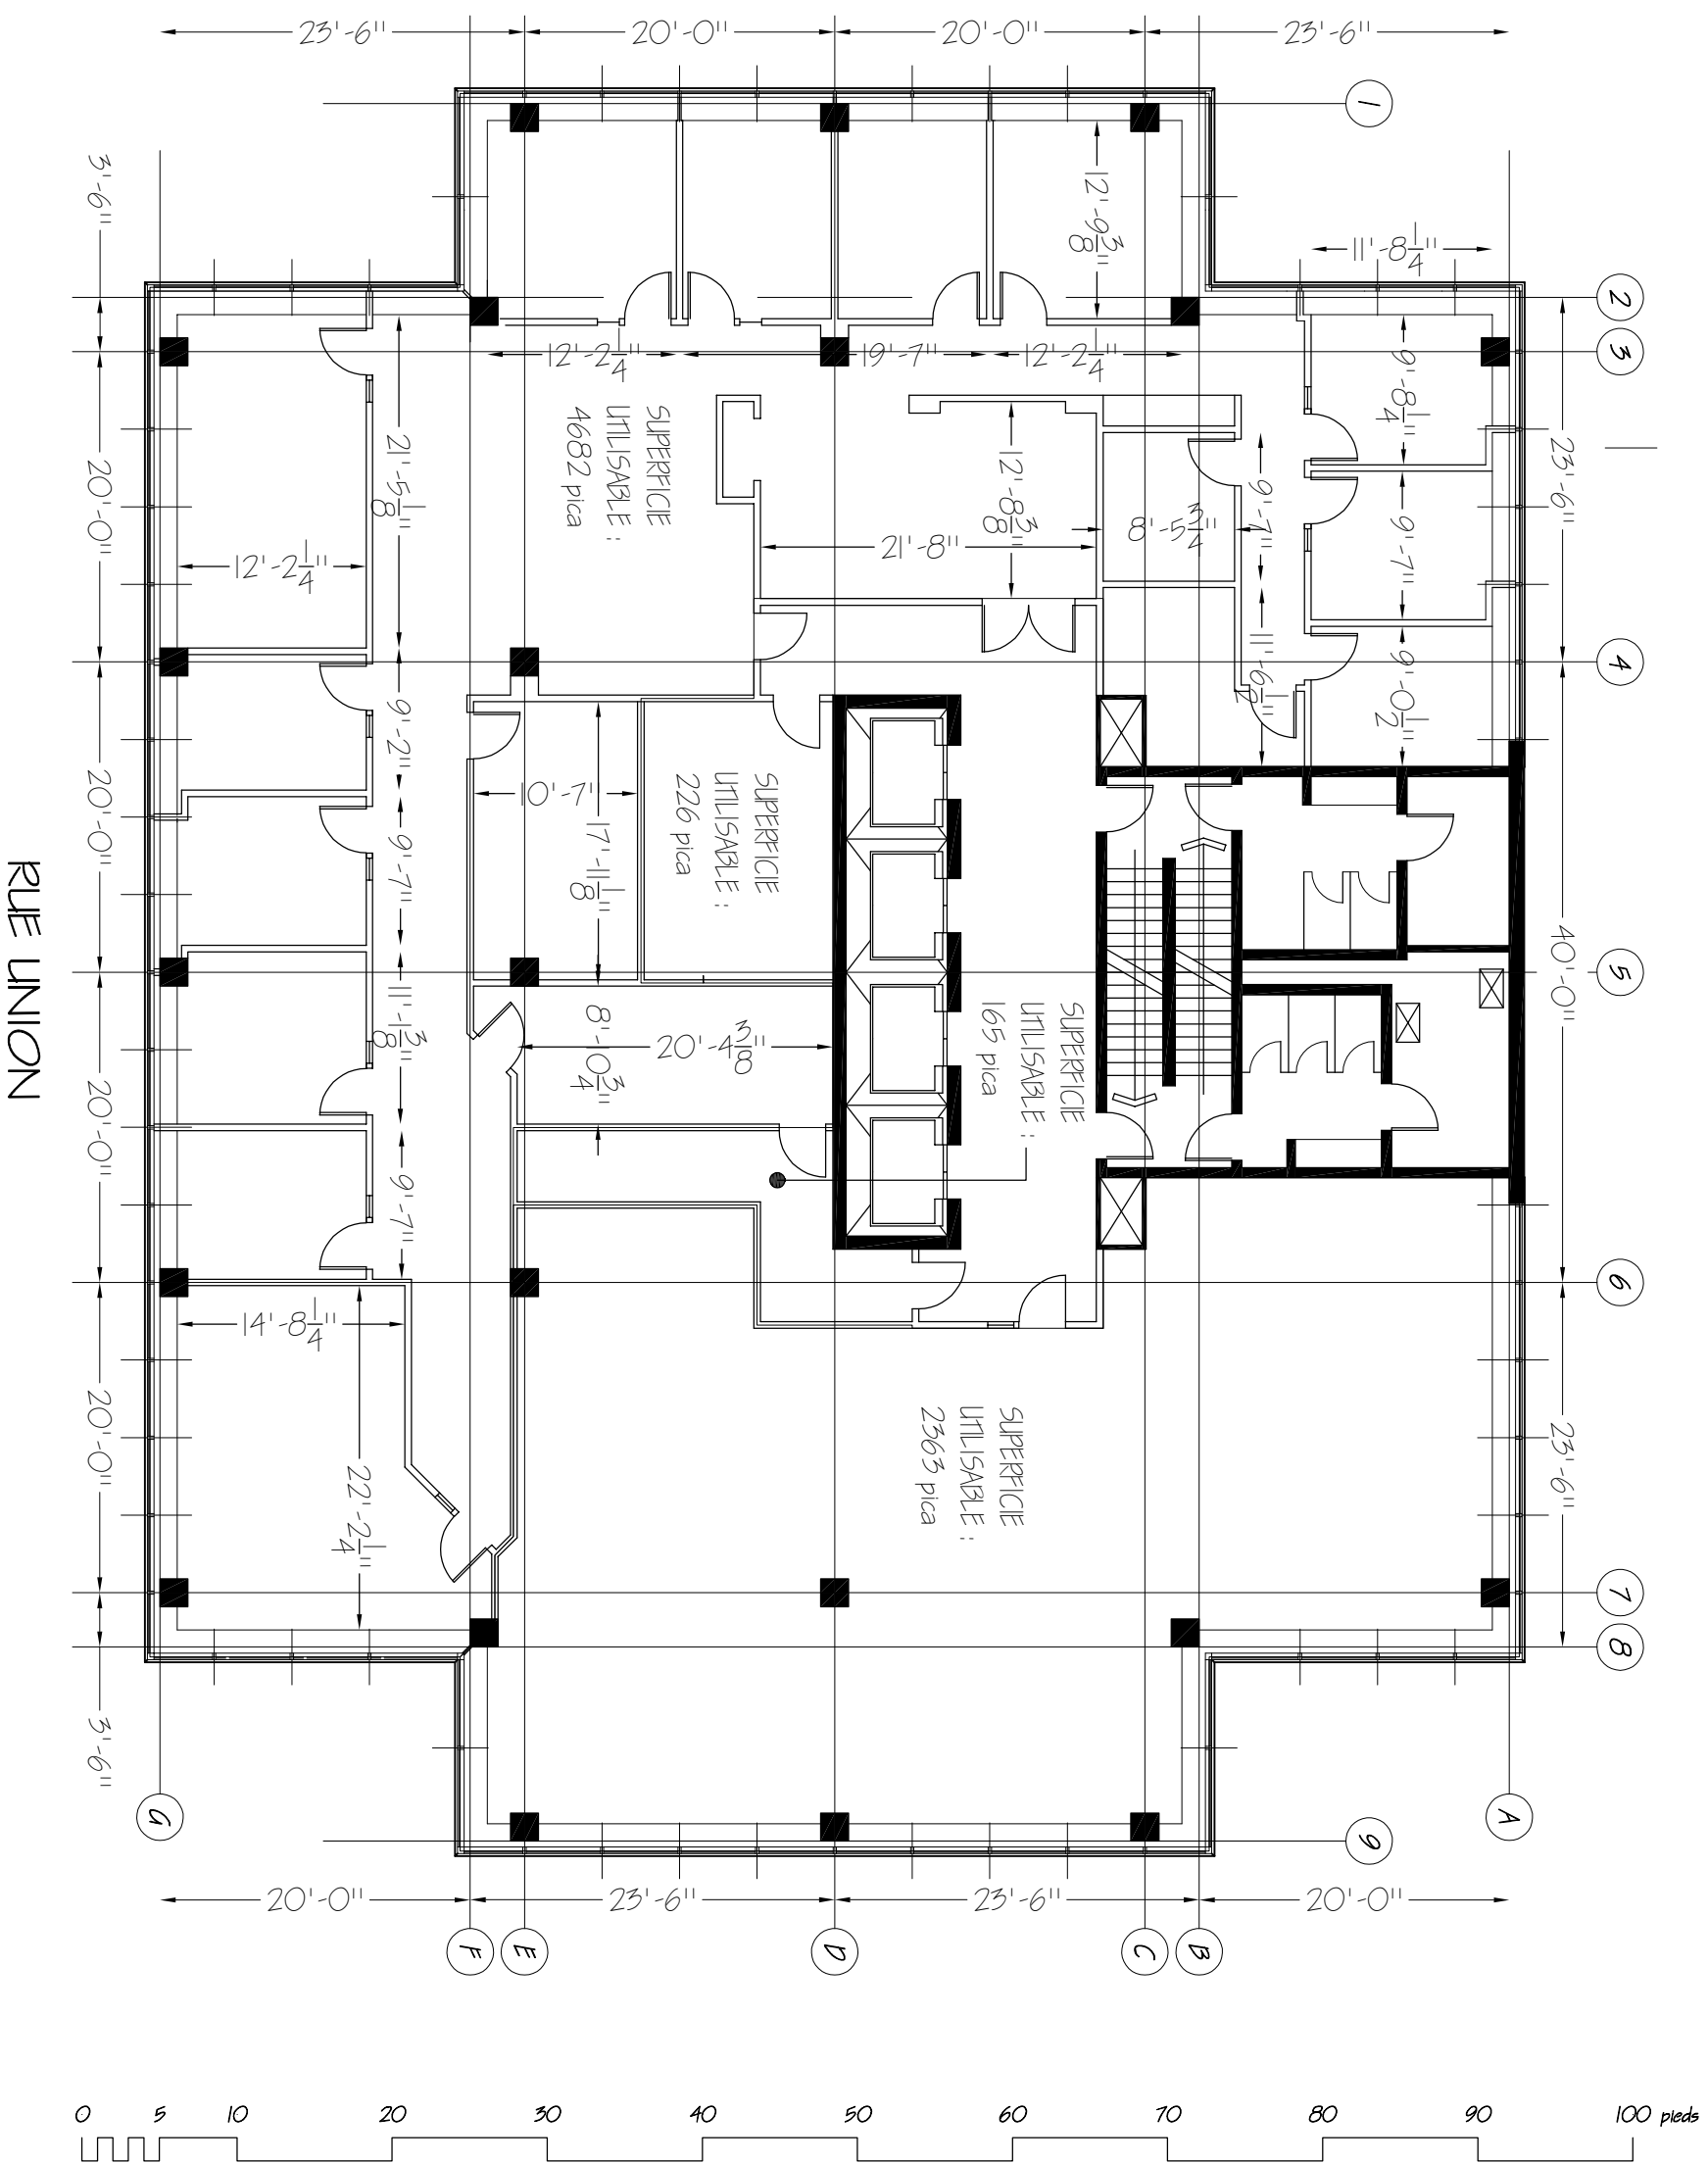 23'-6"
20'-0"
20'-0"
23'-6"
1
2
3
4
5
6
7
8
9
3'-6"
20'-0"
20'-0"
20'-0"
20'-0"
3'-6"
23'-6"
40'-0"
23'-6"
12'-9 3/8"
11'-8 1/4"
12'-2 1/4"
19'-7"
12'-2 1/4"
9'-8 1/4"
9'-7"
9'-0 1/2"
SUPERFICIE
UTILISABLE :
4682 pica
12'-8 3/8"
21'-8"
8'-5 3/4"
9'-7"
11'-6 1/2"
21'-5 1/8"
12'-2 1/4"
9'-2"
9'-7"
11'-1 3/8"
9'-7"
10'-7"
17'-11 1/8"
SUPERFICIE
UTILISABLE :
226 pica
8'-0 3/4"
20'-4 3/8"
SUPERFICIE
UTILISABLE :
165 pica
14'-8 1/4"
22'-2 1/4"
SUPERFICIE
UTILISABLE :
2363 pica
RUE UNION
G
A
20'-0"
23'-6"
23'-6"
20'-0"
F
E
D
C
B
0 5 10 20 30 40 50 60 70 80 90 100 pieds